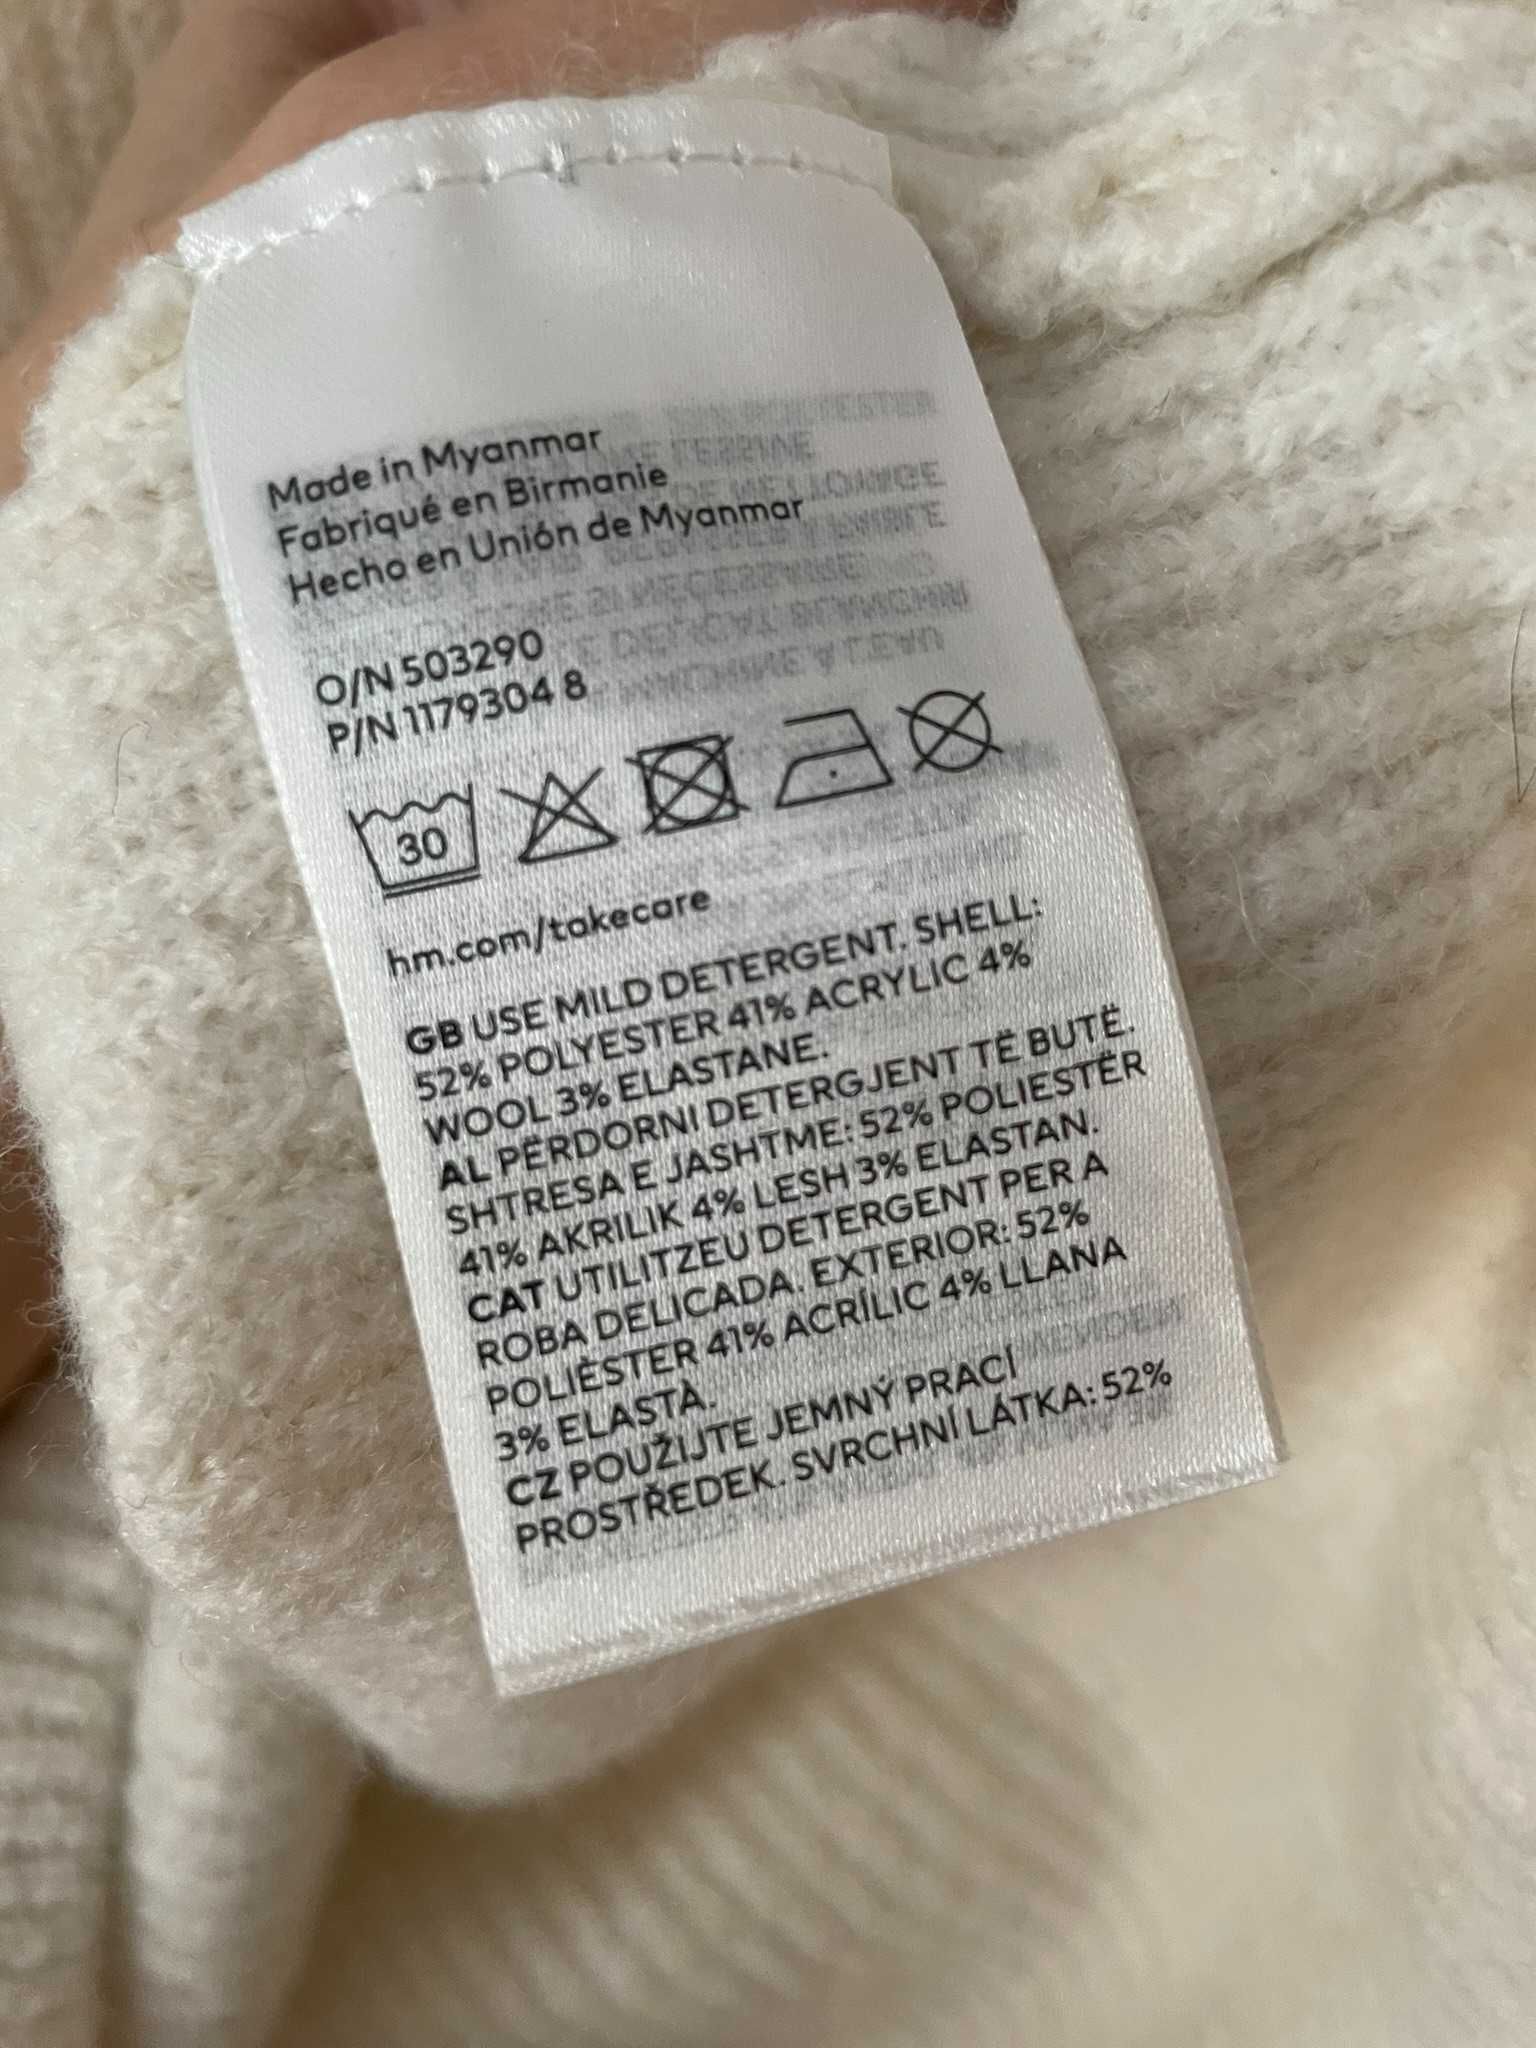 Made in Myanmar
Fabriqué en Birmanie
Hecho en Unión de Myanmar
O/N 503290
P/N 1179304 8
30
hm.com/takecare
GB USE MILD DETERGENT. SHELL:
52% POLYESTER 41% ACRYLIC 4%
WOOL 3% ELASTANE.
AL PËRDORNI DETERGJENT TË BUTË.
SHTRESA E JASHTME: 52% POLIESTËR
41% AKRILIK 4% LESH 3% ELASTAN.
CAT UTILITZEU DETERGENT PER A
ROBA DELICADA. EXTERIOR: 52%
POLIÈSTER 41% ACRÍLIC 4% LLANA
3% ELASTÀ.
CZ POUŽIJTE JEMNÝ PRACÍ
PROSTŘEDEK. SVRCHNÍ LÁTKA: 52%